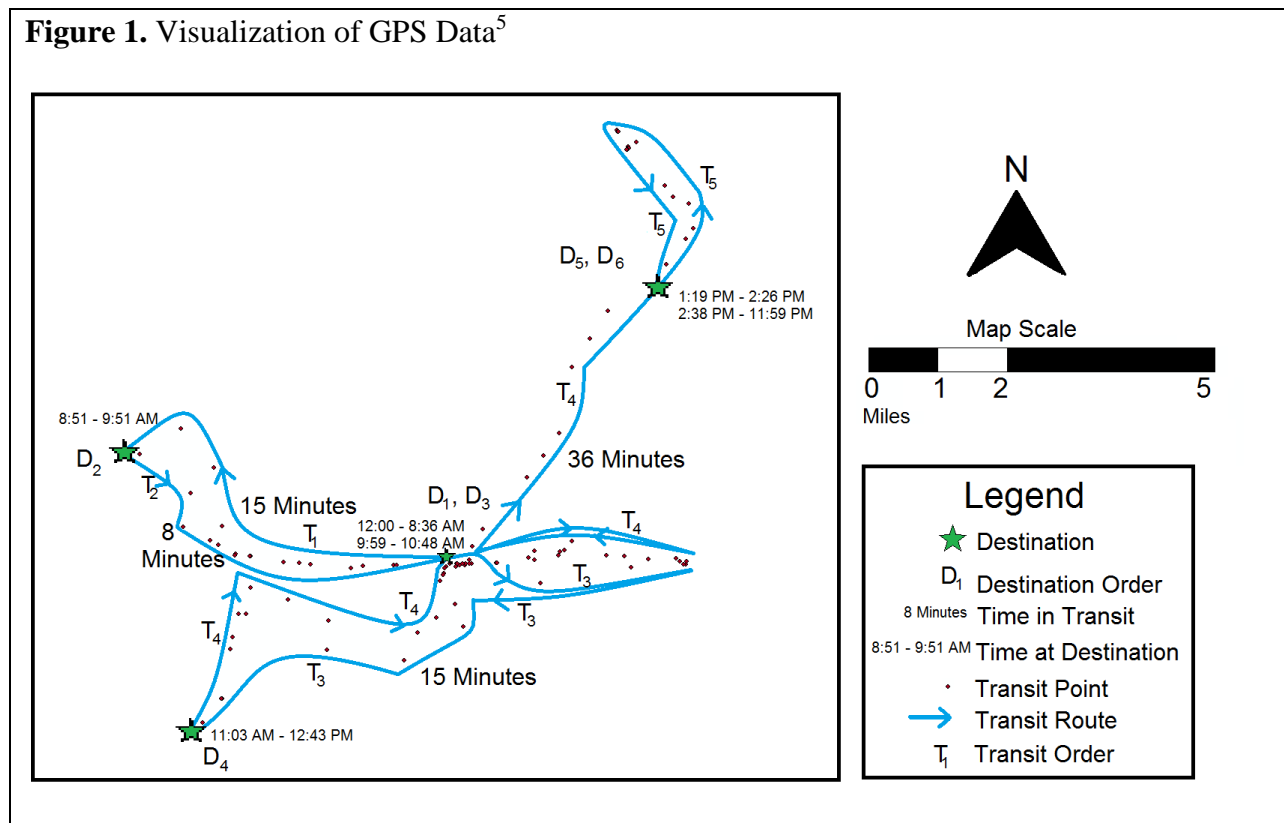 Figure 1. Visualization of GPS Data5
T5
T5
D5, D6
1:19 PM - 2:26 PM
2:38 PM - 11:59 PM
T4
36 Minutes
8:51 - 9:51 AM
D2
T2
15 Minutes
8
Minutes
T1
D1, D3
12:00 - 8:36 AM
9:59 - 10:48 AM
T4
T3
T3
T4
T4
T3
15 Minutes
11:03 AM - 12:43 PM
D4
N
Map Scale
0 1 2 5
Miles
Legend
Destination
D1 Destination Order
8 Minutes Time in Transit
8:51 - 9:51 AM Time at Destination
Transit Point
Transit Route
T1 Transit Order